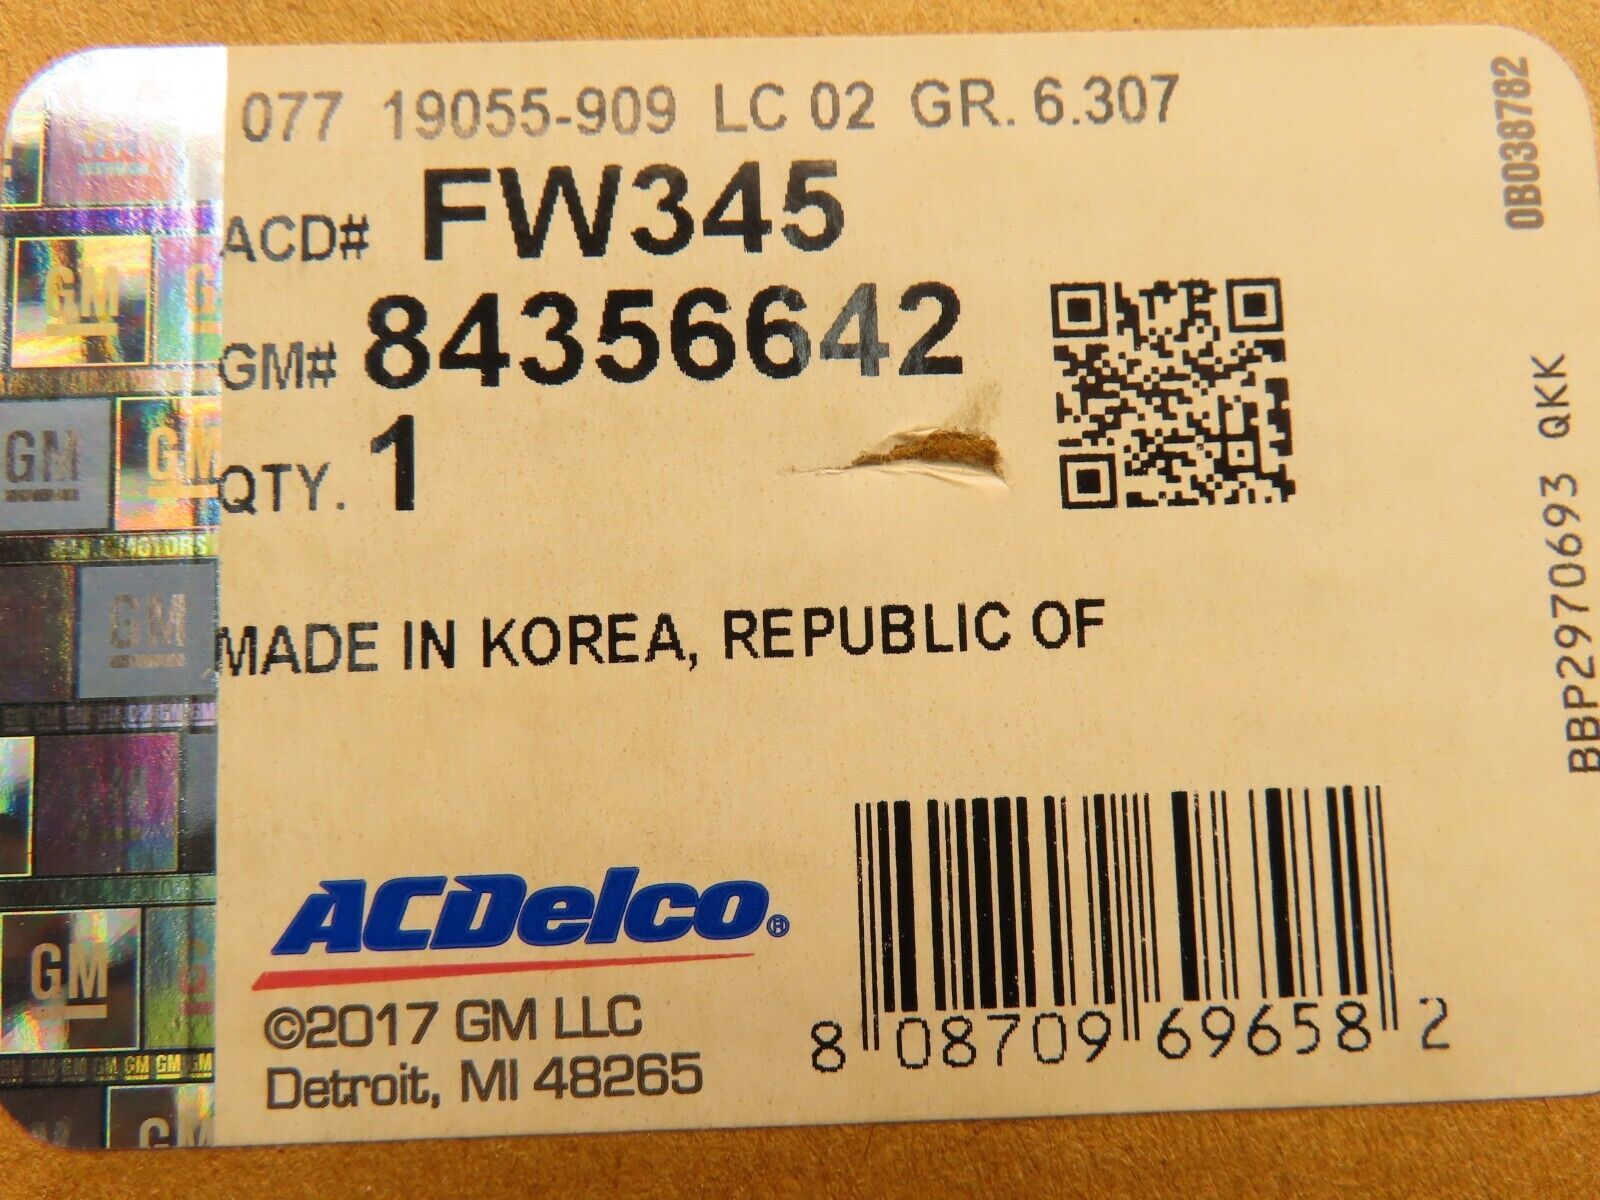 077 19055-909 LC 02 GR. 6.307
ACD# FW345
GM# 84356642
QTY. 1
MADE IN KOREA, REPUBLIC OF
ACDelco®
©2017 GM LLC
Detroit, MI 48265
8 08709 69658 2
0B038782
BBP2970693 QKK
GM
GM
GM
MOTORS
GM
GM
GM